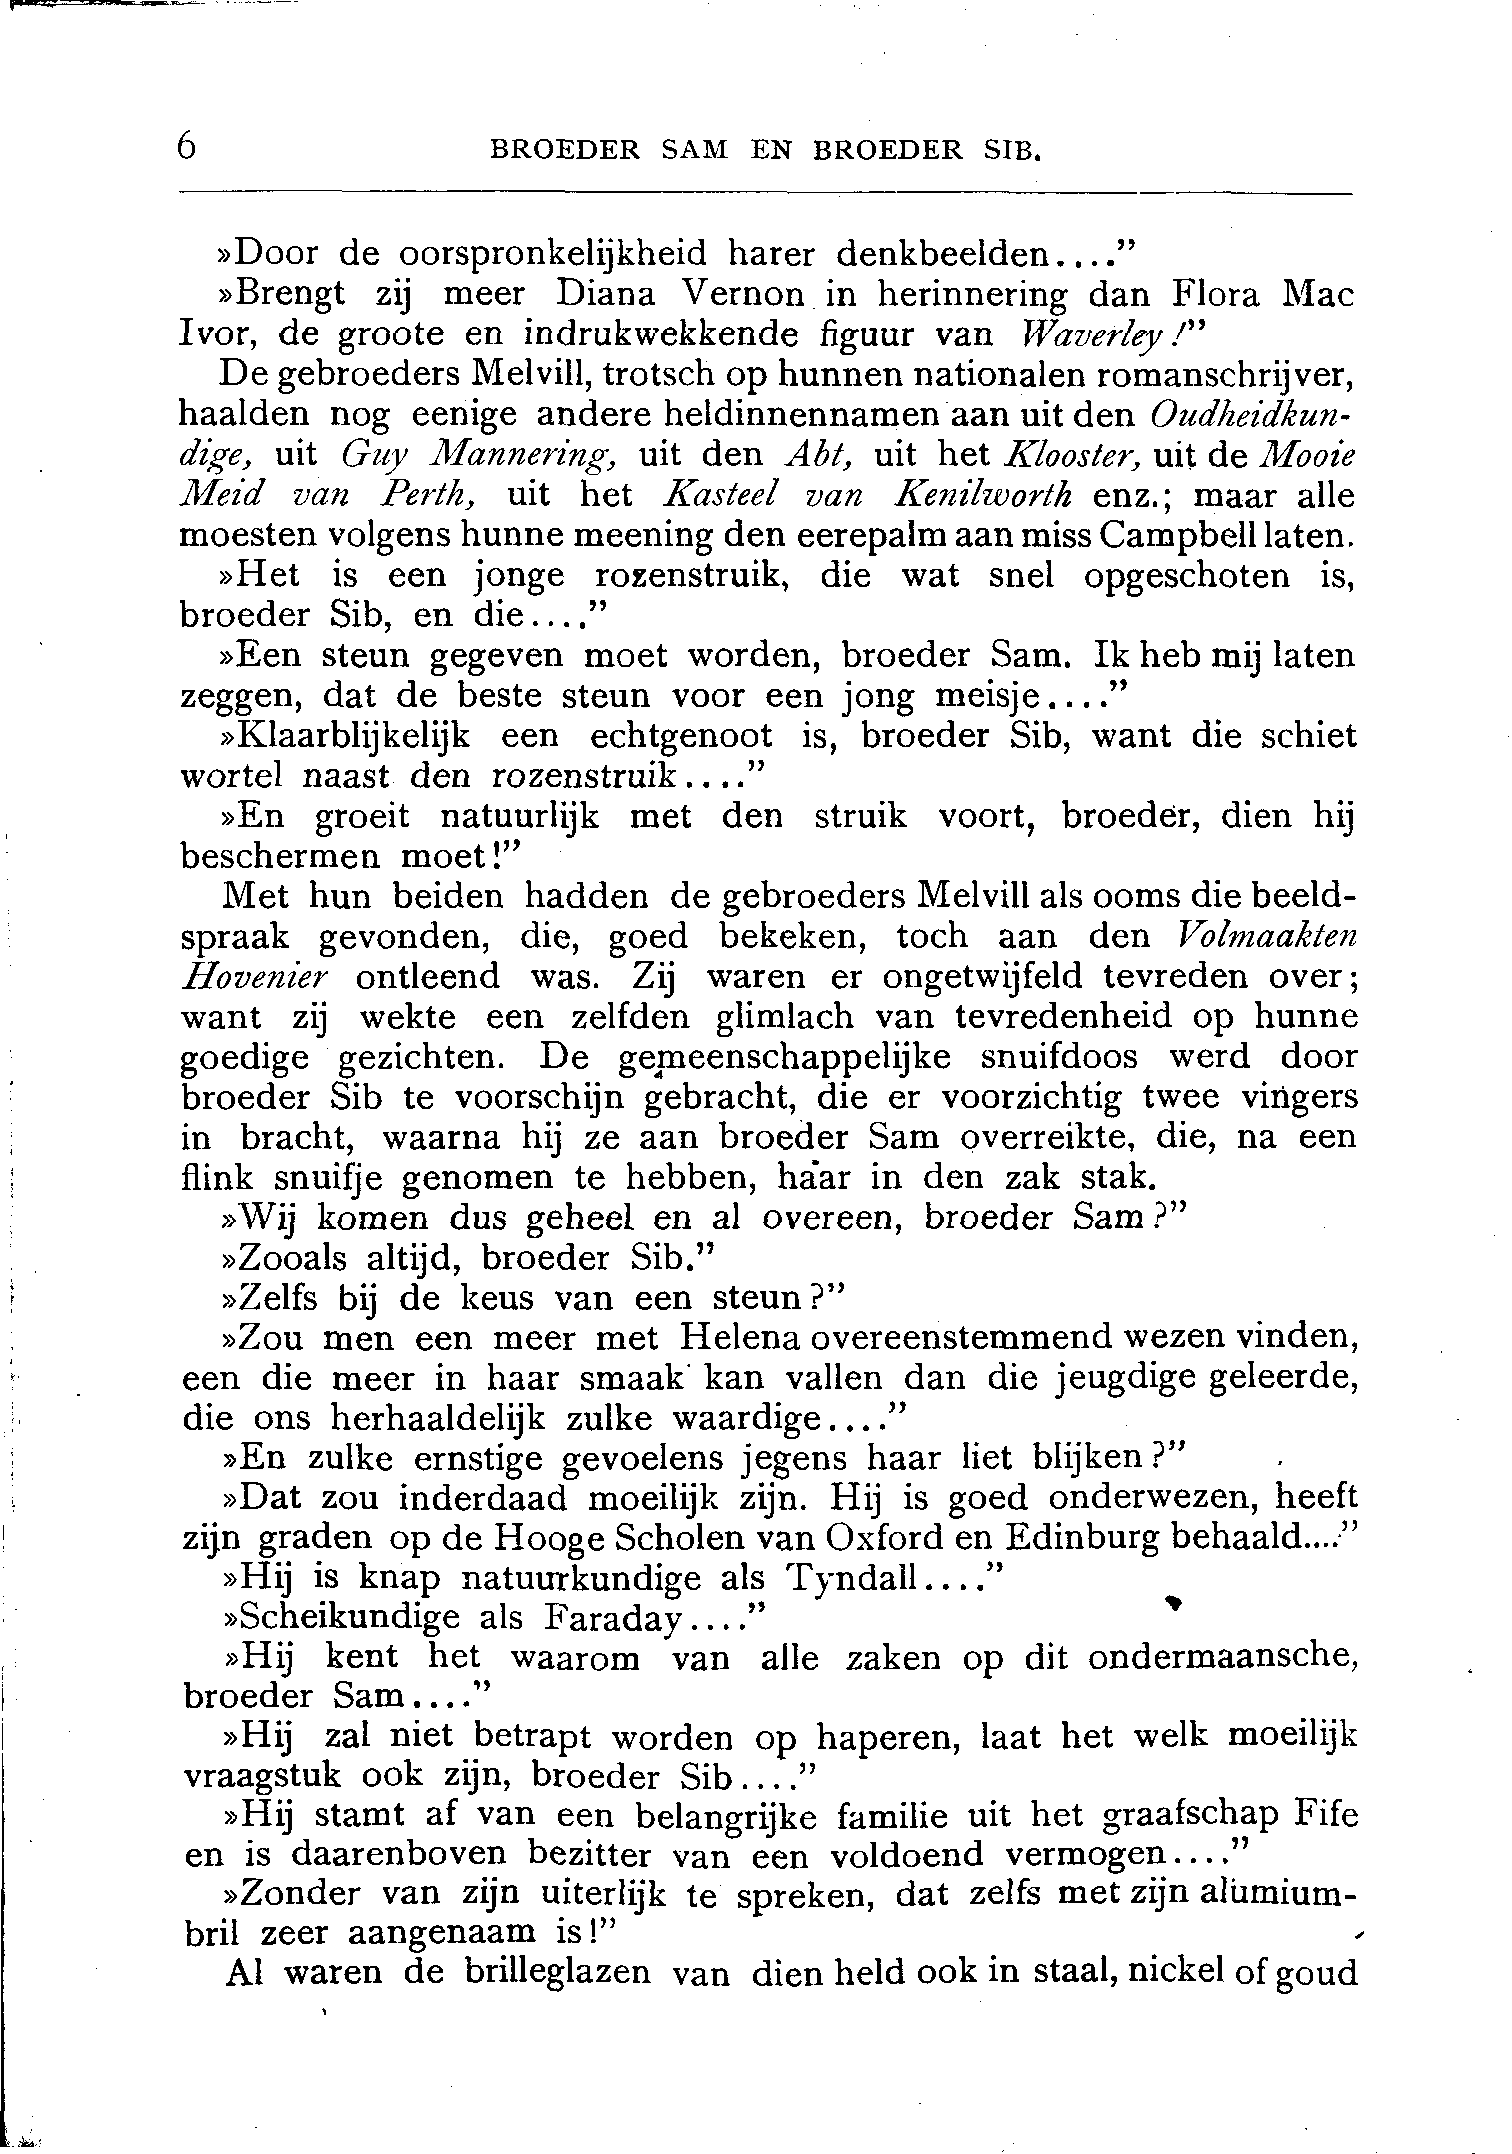 6 BROEDER SAM EN BROEDER SIB.
»Door de oorspronkelijkheid harer denkbeelden....”
»Brengt zij meer Diana Vernon in herinnering dan Flora Mac
Ivor, de groote en indrukwekkende figuur van Waverley!”
De gebroeders Melvill, trotsch op hunnen nationalen romanschrijver,
haalden nog eenige andere heldinnennamen aan uit den Oudheidkun-
dige, uit Guy Mannering, uit den Abt, uit het Klooster, uit de Mooie
Meid van Perth, uit het Kasteel van Kenilworth enz.; maar alle
moesten volgens hunne meening den eerepalm aan miss Campbell laten.
»Het is een jonge rozenstruik, die wat snel opgeschoten is,
broeder Sib, en die....”
»Een steun gegeven moet worden, broeder Sam. Ik heb mij laten
zeggen, dat de beste steun voor een jong meisje....”
»Klaarblijkelijk een echtgenoot is, broeder Sib, want die schiet
wortel naast den rozenstruik....”
»En groeit natuurlijk met den struik voort, broeder, dien hij
beschermen moet!”
Met hun beiden hadden de gebroeders Melvill als ooms die beeld-
spraak gevonden, die, goed bekeken, toch aan den Volmaakten
Hovenier ontleend was. Zij waren er ongetwijfeld tevreden over;
want zij wekte een zelfden glimlach van tevredenheid op hunne
goedige gezichten. De gemeenschappelijke snuifdoos werd door
broeder Sib te voorschijn gebracht, die er voorzichtig twee vingers
in bracht, waarna hij ze aan broeder Sam overreikte, die, na een
flink snuifje genomen te hebben, haar in den zak stak.
»Wij komen dus geheel en al overeen, broeder Sam?”
»Zooals altijd, broeder Sib.”
»Zelfs bij de keus van een steun?”
»Zou men een meer met Helena overeenstemmend wezen vinden,
een die meer in haar smaak kan vallen dan die jeugdige geleerde,
die ons herhaaldelijk zulke waardige....”
»En zulke ernstige gevoelens jegens haar liet blijken?”
»Dat zou inderdaad moeilijk zijn. Hij is goed onderwezen, heeft
zijn graden op de Hooge Scholen van Oxford en Edinburg behaald....”
»Hij is knap natuurkundige als Tyndall....”
»Scheikundige als Faraday....”
»Hij kent het waarom van alle zaken op dit ondermaansche,
broeder Sam....”
»Hij zal niet betrapt worden op haperen, laat het welk moeilijk
vraagstuk ook zijn, broeder Sib....”
»Hij stamt af van een belangrijke familie uit het graafschap Fife
en is daarenboven bezitter van een voldoend vermogen....”
»Zonder van zijn uiterlijk te spreken, dat zelfs met zijn alumium-
bril zeer aangenaam is!”
Al waren de brilleglazen van dien held ook in staal, nickel of goud